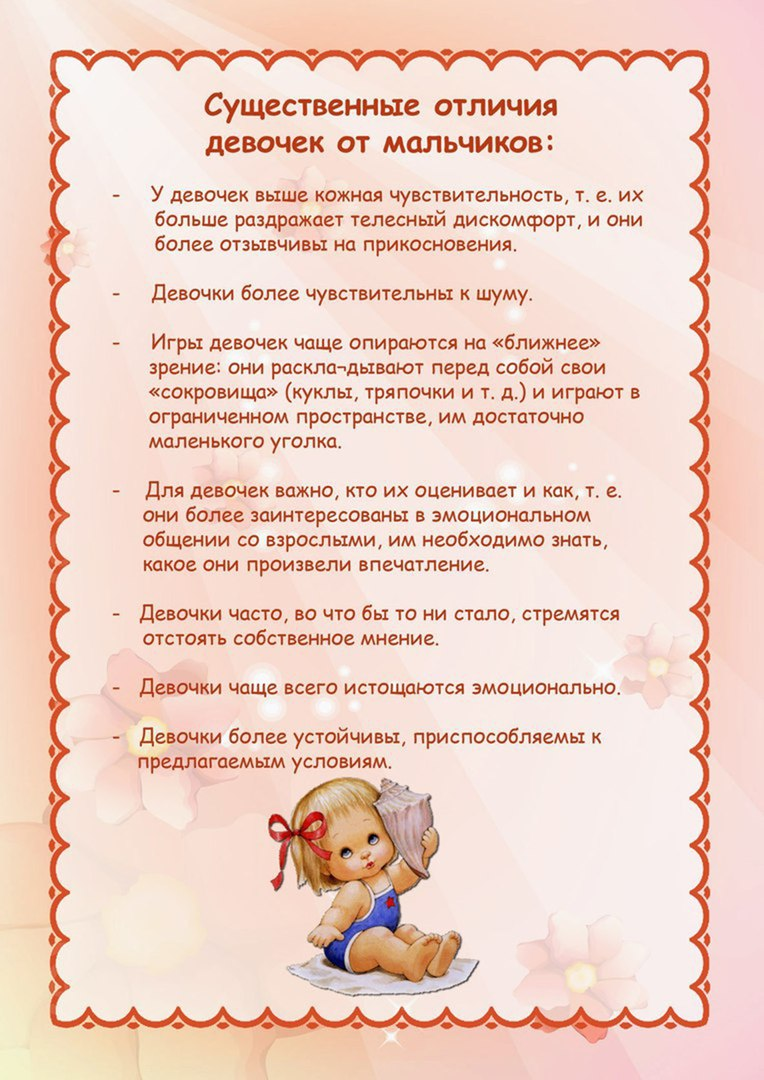 Существенные отличия
девочек от мальчиков:
- У девочек выше кожная чувствительность, т. е. их
больше раздражает телесный дискомфорт, и они
более отзывчивы на прикосновения.
- Девочки более чувствительны к шуму.
- Игры девочек чаще опираются на «ближнее»
зрение: они раскла¬дывают перед собой свои
«сокровища» (куклы, тряпочки и т. д.) и играют в
ограниченном пространстве, им достаточно
маленького уголка.
- Для девочек важно, кто их оценивает и как, т. е.
они более заинтересованы в эмоциональном
общении со взрослыми, им необходимо знать,
какое они произвели впечатление.
- Девочки часто, во что бы то ни стало, стремятся
отстоять собственное мнение.
- Девочки чаще всего истощаются эмоционально.
- Девочки более устойчивы, приспособляемы к
предлагаемым условиям.